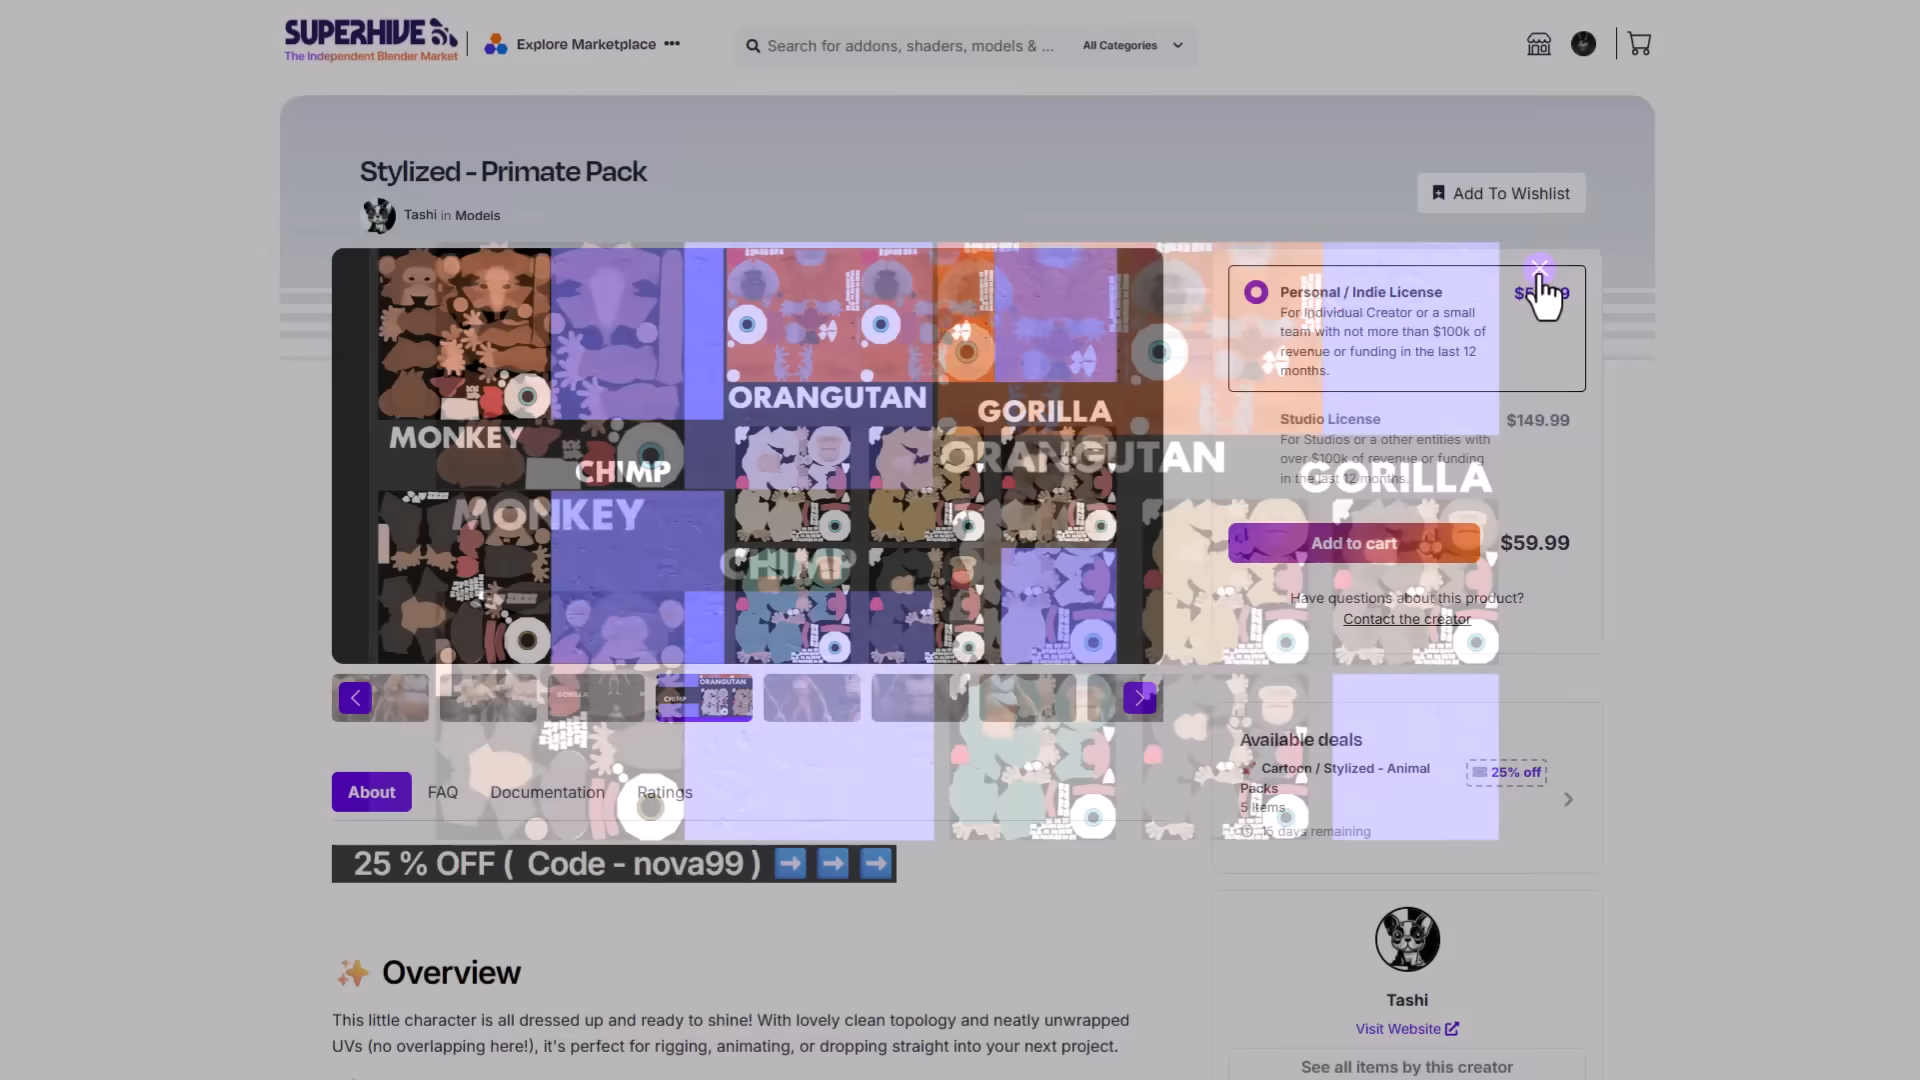 SUPERHIVE
The Independent Blender Market
Explore Marketplace •••
Search for addons, shaders, models & ...
All Categories
Stylized - Primate Pack
Tashi in Models
Add To Wishlist
MONKEY
CHIMP
ORANGUTAN
GORILLA
MONKEY
CHIMP
ORANGUTAN
GORILLA
Personal / Indie License
For Individual Creator or a small
team with not more than $100k of
revenue or funding in the last 12
months.
Studio License
$149.99
For Studios or a other entities with
over $100k of revenue or funding
in the last 12 months.
Add to cart
$59.99
Have questions about this product?
Contact the creator
GORILLA
CHIMP
ORANGUTAN
About
FAQ
Documentation
Ratings
Available deals
Cartoon / Stylized - Animal
Packs
25% off
5 Items
15 days remaining
25 % OFF ( Code - nova99 ) ➡️ ➡️ ➡️
✨ Overview
This little character is all dressed up and ready to shine! With lovely clean topology and neatly unwrapped
UVs (no overlapping here!), it's perfect for rigging, animating, or dropping straight into your next project.
Tashi
Visit Website
See all items by this creator